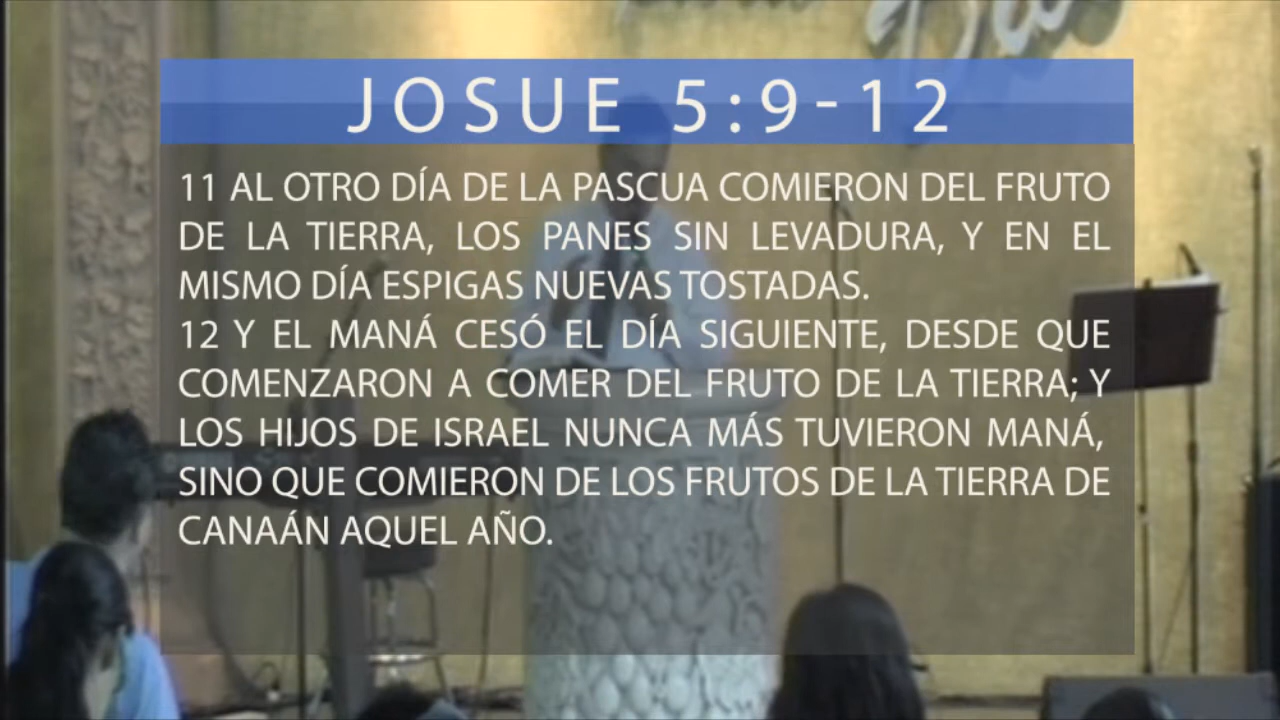 JOSUE 5:9-12
11 AL OTRO DÍA DE LA PASCUA COMIERON DEL FRUTO
DE LA TIERRA, LOS PANES SIN LEVADURA, Y EN EL
MISMO DÍA ESPIGAS NUEVAS TOSTADAS.
12 Y EL MANÁ CESÓ EL DÍA SIGUIENTE, DESDE QUE
COMENZARON A COMER DEL FRUTO DE LA TIERRA; Y
LOS HIJOS DE ISRAEL NUNCA MÁS TUVIERON MANÁ,
SINO QUE COMIERON DE LOS FRUTOS DE LA TIERRA DE
CANAÁN AQUEL AÑO.